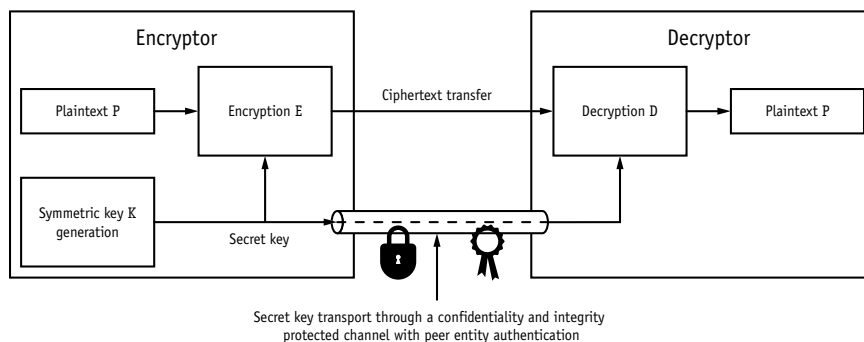 Encryptor
Decryptor
Plaintext P
Encryption E
Ciphertext transfer
Decryption D
Plaintext P
Symmetric key K
generation
Secret key
Secret key transport through a confidentiality and integrity
protected channel with peer entity authentication